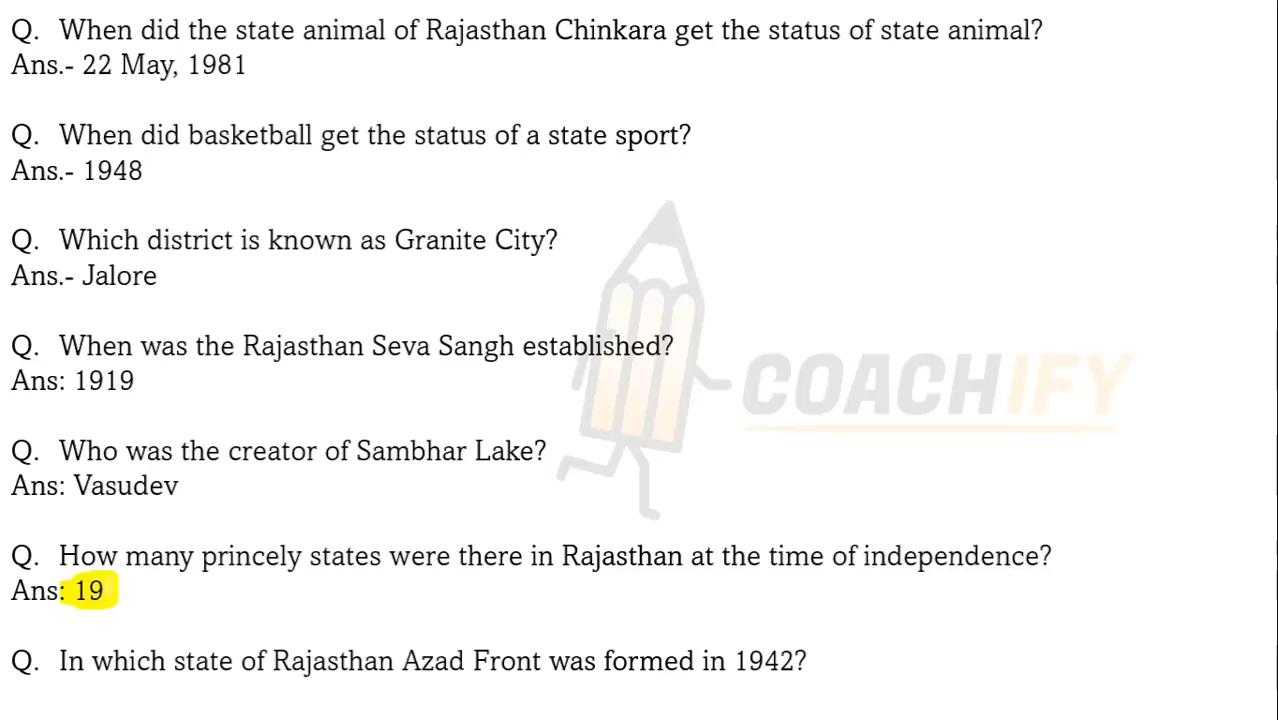 Q. When did the state animal of Rajasthan Chinkara get the status of state animal?
Ans.- 22 May, 1981
Q. When did basketball get the status of a state sport?
Ans.- 1948
Q. Which district is known as Granite City?
Ans.- Jalore
Q. When was the Rajasthan Seva Sangh established?
Ans: 1919
COACHIFY
Q. Who was the creator of Sambhar Lake?
Ans: Vasudev
Q. How many princely states were there in Rajasthan at the time of independence?
Ans: 19
Q. In which state of Rajasthan Azad Front was formed in 1942?